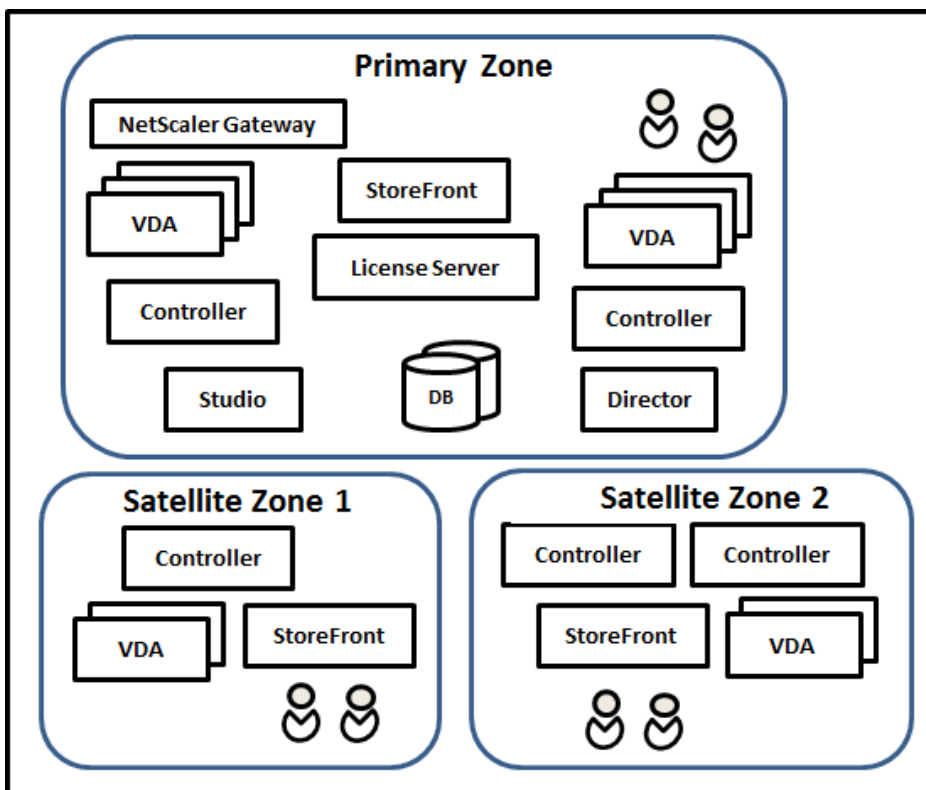 Primary Zone
NetScaler Gateway
StoreFront
VDA
VDA
License Server
Controller
Controller
Studio
DB
Director
Satellite Zone 1
Controller
VDA
StoreFront
Satellite Zone 2
Controller
Controller
StoreFront
VDA